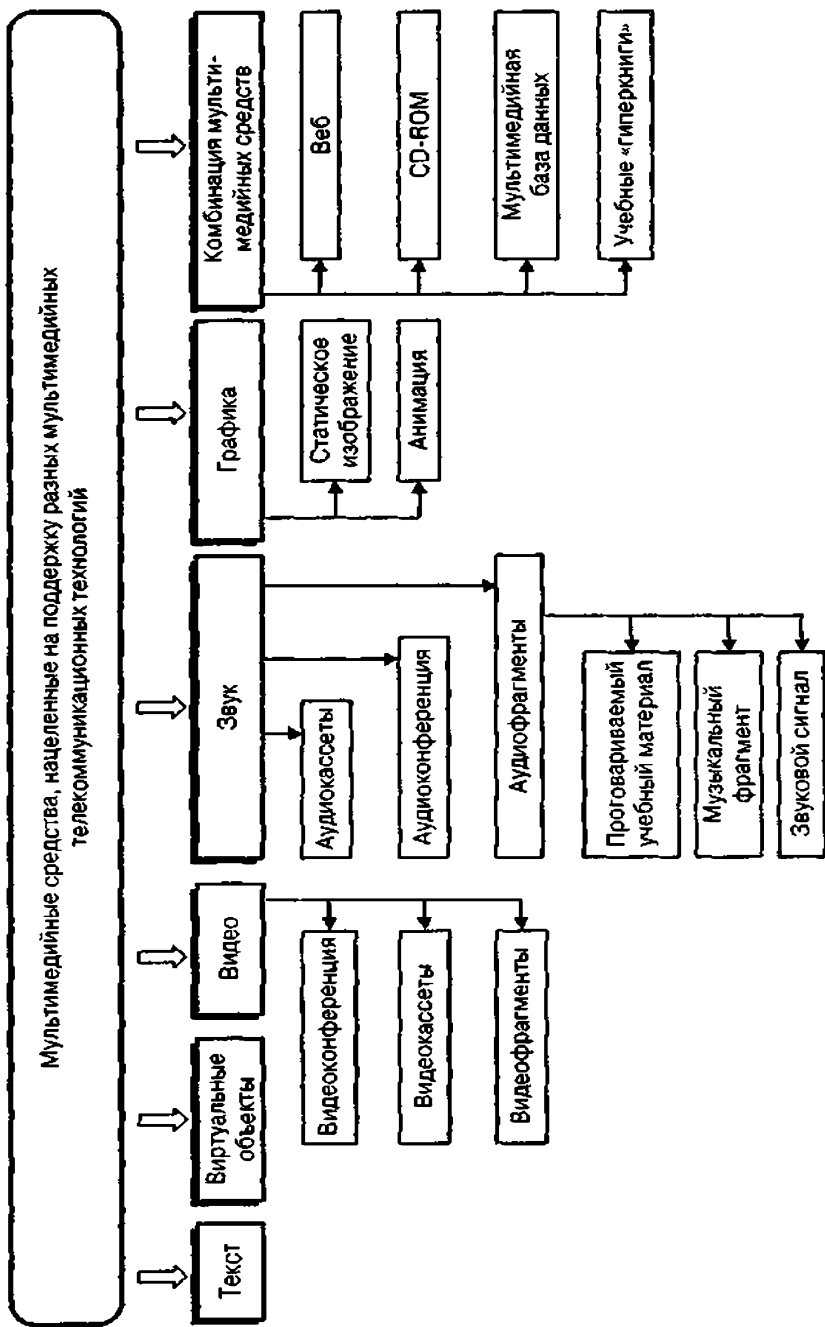 Мультимедийные средства, нацеленные на поддержку разных мультимедийных
телекоммуникационных технологий
Текст
Виртуальные
объекты
Видео
Видеоконференция
Видеокассеты
Видеофрагменты
Звук
Аудиокассеты
Аудиоконференция
Аудиофрагменты
Проговариваемый
учебный материал
Музыкальный
фрагмент
Звуковой сигнал
Графика
Статическое
изображение
Анимация
Комбинация мульти-
медийных средств
Веб
CD-ROM
Мультимедийная
база данных
Учебные «гиперкниги»